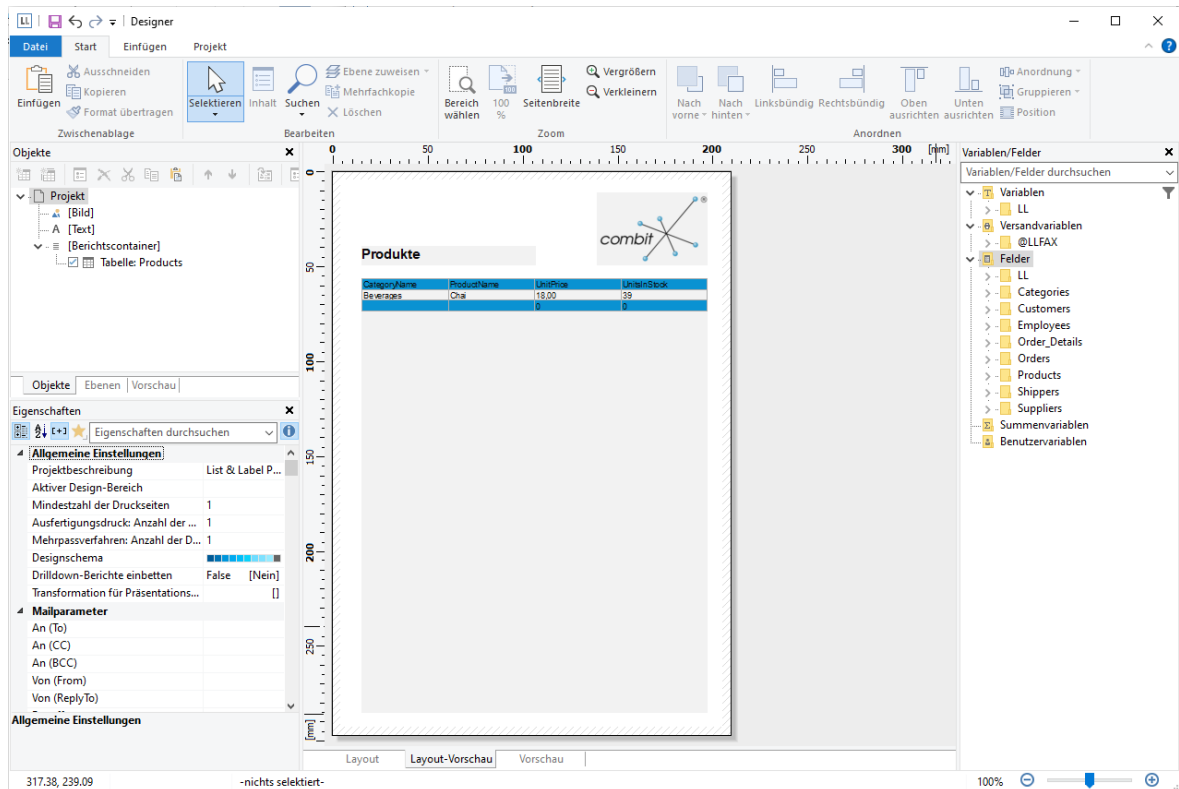 LL Designer
Datei Start Einfügen Projekt
Einfügen
Ausschneiden
Kopieren
Format übertragen
Zwischenablage
Selektieren
Inhalt
Suchen
Ebene zuweisen
Mehrfachkopie
Löschen
Bearbeiten
Bereich wählen
100 %
Seitenbreite
Vergrößern
Verkleinern
Zoom
Nach vorne
Nach hinten
Linksbündig
Rechtsbündig
Oben ausrichten
Unten ausrichten
Anordnung
Gruppieren
Position
Anordnen
Objekte
Projekt
[Bild]
A [Text]
[Berichtscontainer]
Tabelle: Products
Objekte Ebenen Vorschau
Eigenschaften
Eigenschaften durchsuchen
Allgemeine Einstellungen
Projektbeschreibung List & Label P...
Aktiver Design-Bereich
Mindestzahl der Druckseiten 1
Ausfertigungsdruck: Anzahl der ... 1
Mehrpassverfahren: Anzahl der D... 1
Designschema
Drilldown-Berichte einbetten False [Nein]
Transformation für Präsentations... []
Mailparameter
An (To)
An (CC)
An (BCC)
Von (From)
Von (ReplyTo)
Allgemeine Einstellungen
0 50 100 150 200 250 300 [mm]
0
50
100
150
200
250
[mm]
combit
Produkte
CategoryName ProductName UnitPrice UnitsInStock
Beverages Chai 18,00 39
0 0
Layout Layout-Vorschau Vorschau
Variablen/Felder
Variablen/Felder durchsuchen
Variablen
LL
Versandvariablen
@LLFAX
Felder
LL
Categories
Customers
Employees
Order_Details
Orders
Products
Shippers
Suppliers
Summenvariablen
Benutzervariablen
317.38, 239.09 -nichts selektiert- 100%